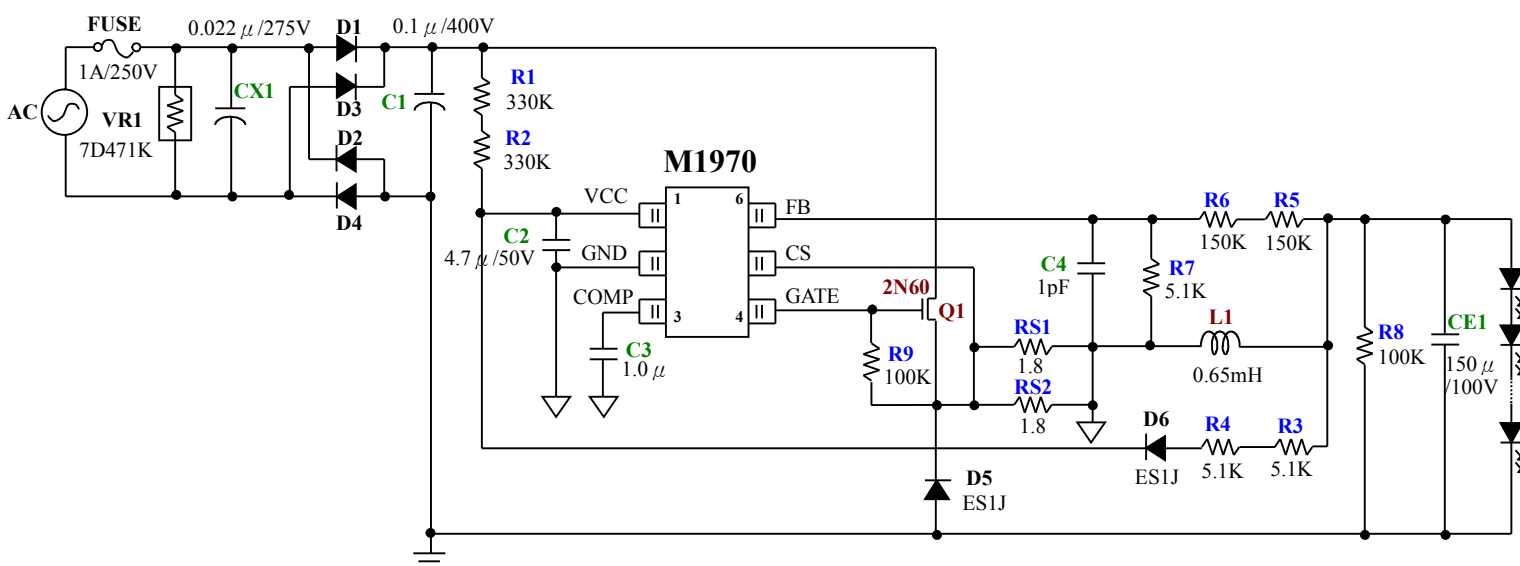 FUSE
1A/250V
0.022 μ/275V
D1
0.1 μ/400V
AC
VR1
7D471K
CX1
D3
D2
D4
C1
R1
330K
R2
330K
M1970
VCC
1
6
FB
C2
4.7 μ/50V
GND
CS
COMP
3
4
GATE
C3
1.0 μ
2N60
Q1
R9
100K
RS1
1.8
RS2
1.8
C4
1pF
R7
5.1K
R6
150K
R5
150K
L1
0.65mH
R8
100K
CE1
150 μ
/100V
D6
ES1J
R4
5.1K
R3
5.1K
D5
ES1J